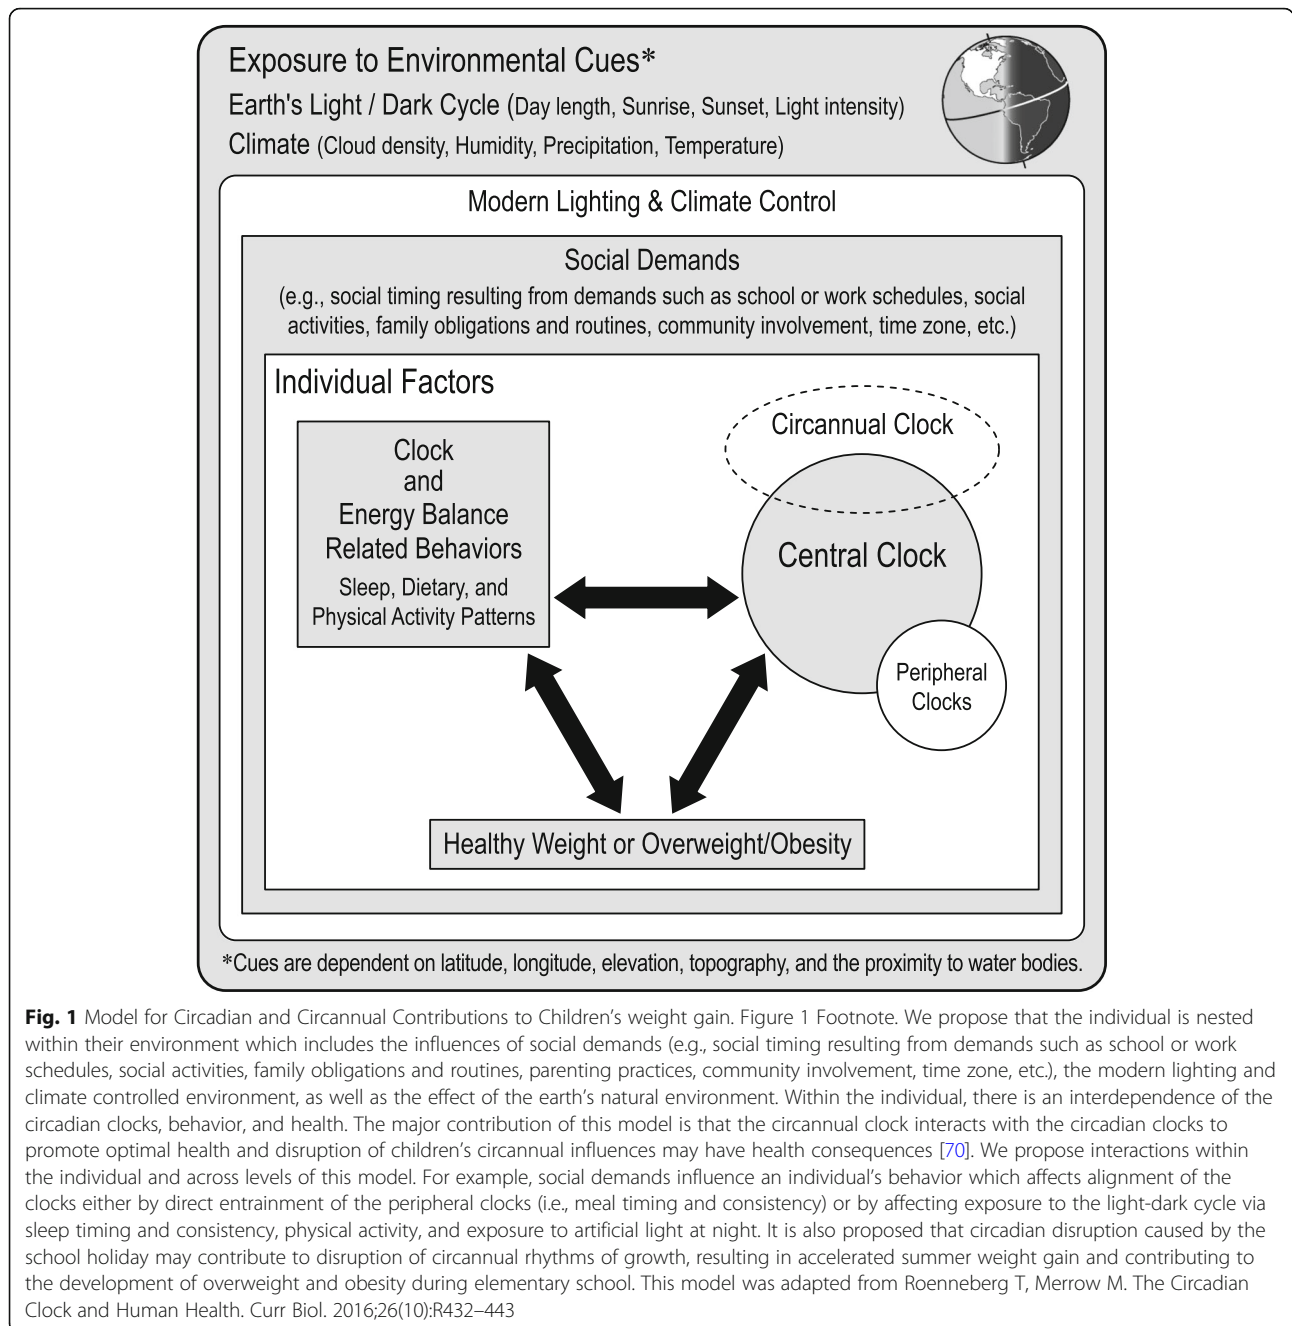 Exposure to Environmental Cues*
Earth's Light / Dark Cycle (Day length, Sunrise, Sunset, Light intensity)
Climate (Cloud density, Humidity, Precipitation, Temperature)
Modern Lighting & Climate Control
Social Demands
(e.g., social timing resulting from demands such as school or work schedules, social
activities, family obligations and routines, community involvement, time zone, etc.)
Individual Factors
Clock
and
Energy Balance
Related Behaviors
Sleep, Dietary, and
Physical Activity Patterns
Circannual Clock
Central Clock
Peripheral
Clocks
Healthy Weight or Overweight/Obesity
*Cues are dependent on latitude, longitude, elevation, topography, and the proximity to water bodies.
Fig. 1 Model for Circadian and Circannual Contributions to Children’s weight gain. Figure 1 Footnote. We propose that the individual is nested
within their environment which includes the influences of social demands (e.g., social timing resulting from demands such as school or work
schedules, social activities, family obligations and routines, parenting practices, community involvement, time zone, etc.), the modern lighting and
climate controlled environment, as well as the effect of the earth’s natural environment. Within the individual, there is an interdependence of the
circadian clocks, behavior, and health. The major contribution of this model is that the circannual clock interacts with the circadian clocks to
promote optimal health and disruption of children’s circannual influences may have health consequences [70]. We propose interactions within
the individual and across levels of this model. For example, social demands influence an individual’s behavior which affects alignment of the
clocks either by direct entrainment of the peripheral clocks (i.e., meal timing and consistency) or by affecting exposure to the light-dark cycle via
sleep timing and consistency, physical activity, and exposure to artificial light at night. It is also proposed that circadian disruption caused by the
school holiday may contribute to disruption of circannual rhythms of growth, resulting in accelerated summer weight gain and contributing to
the development of overweight and obesity during elementary school. This model was adapted from Roenneberg T, Merrow M. The Circadian
Clock and Human Health. Curr Biol. 2016;26(10):R432–443